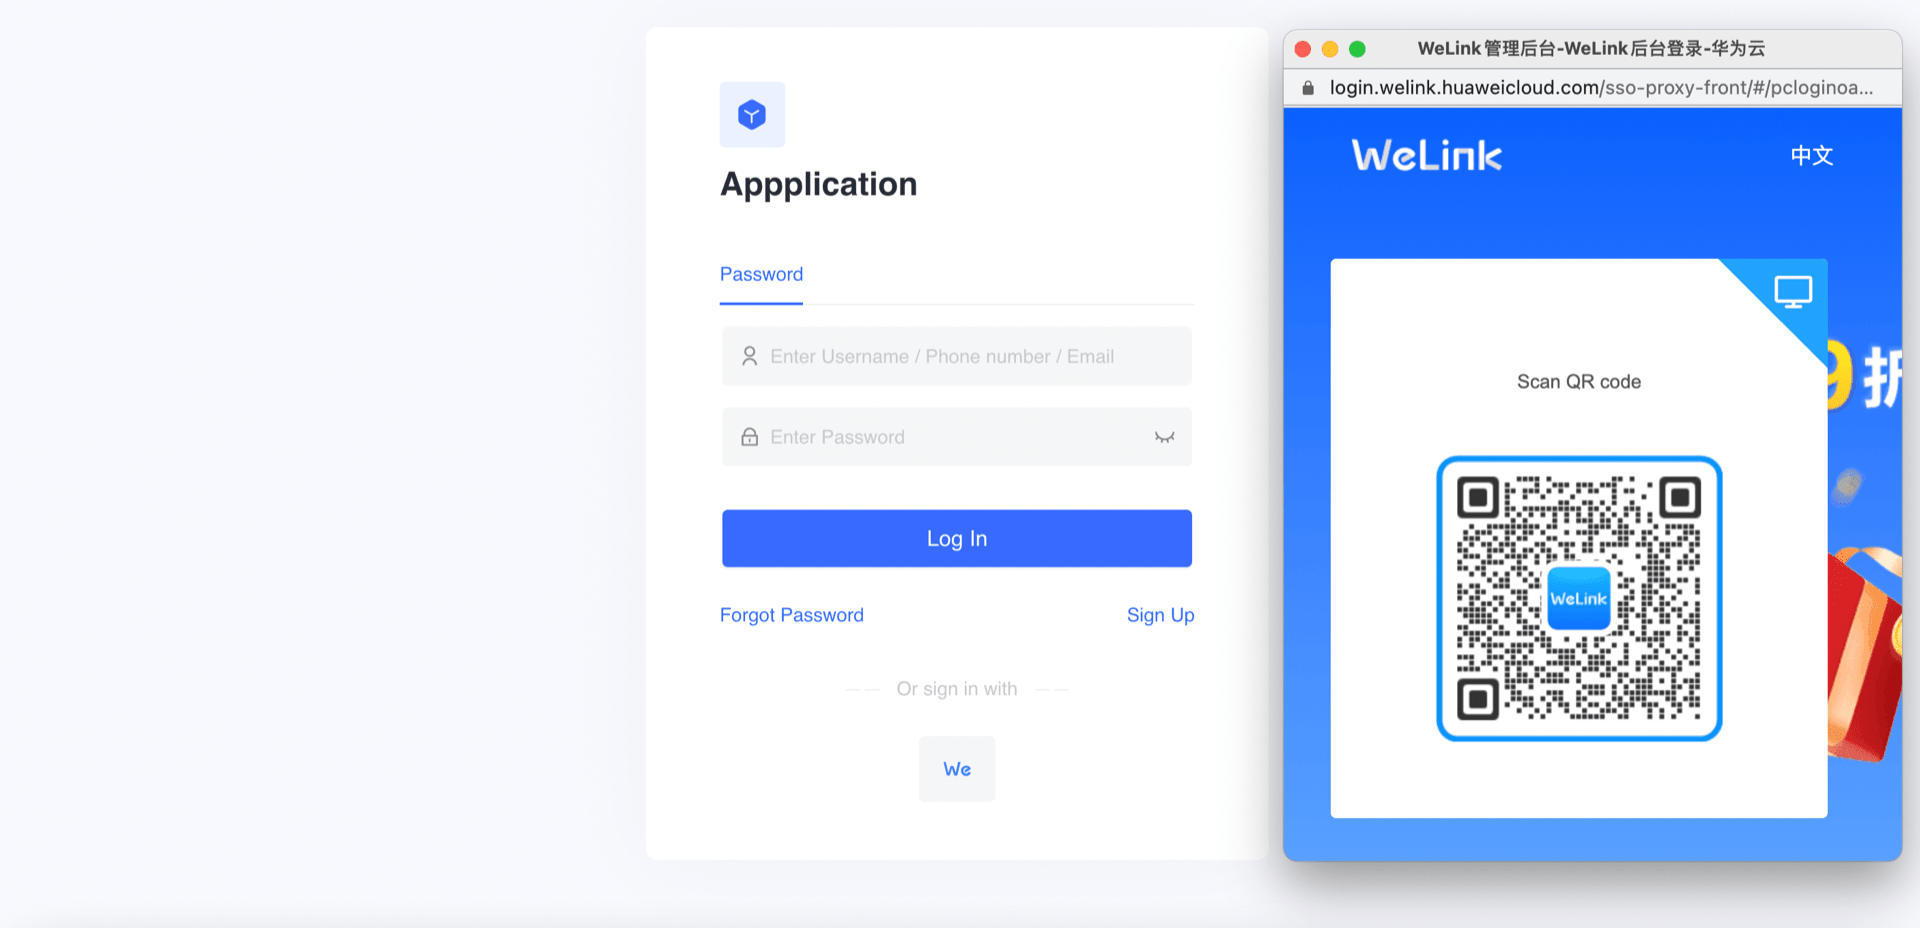 Appplication
Password
Enter Username / Phone number / Email
Enter Password
Log In
Forgot Password
Sign Up
Or sign in with
We
WeLink管理后台-WeLink后台登录-华为云
login.welink.huaweicloud.com/sso-proxy-front/#/pcloginoa...
WeLink
中文
9折
Scan QR code
WeLink